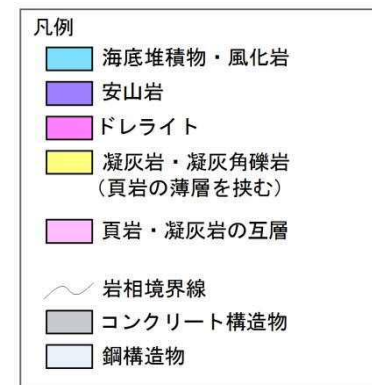 凡例
海底堆積物・風化岩
安山岩
ドレライト
凝灰岩・凝灰角礫岩
(頁岩の薄層を挟む)
頁岩・凝灰岩の互層
岩相境界線
コンクリート構造物
鋼構造物